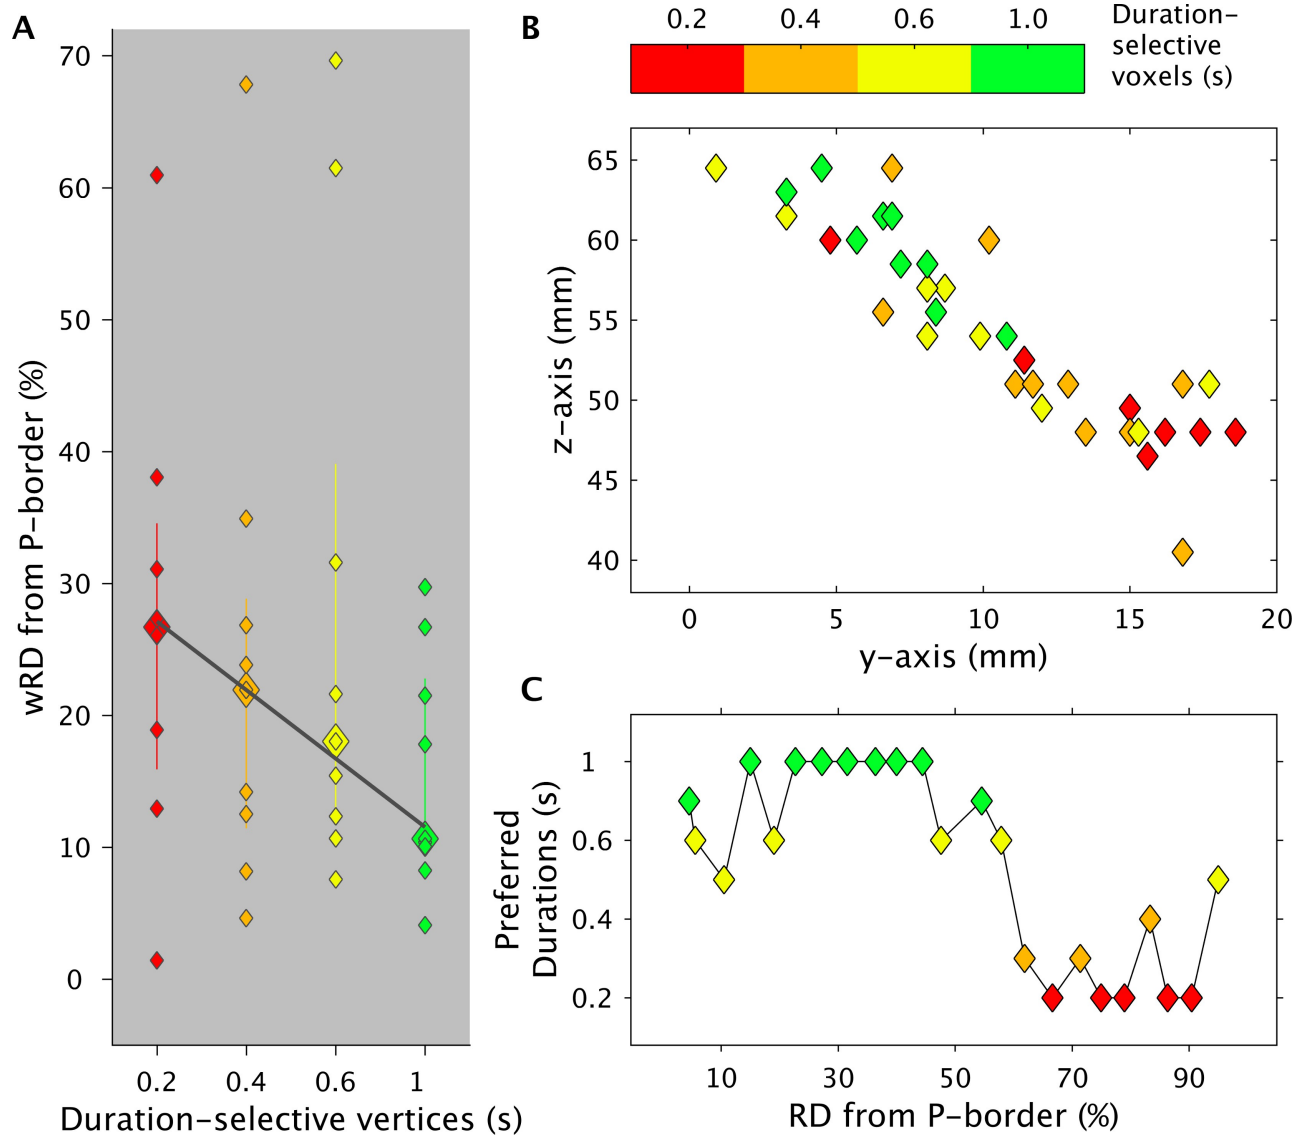 A
70
60
50
40
30
20
10
0
wRD from P-border (%)
0.2 0.4 0.6 1
Duration-selective vertices (s)
B
0.2 0.4 0.6 1.0
Duration-
selective
voxels (s)
65
60
55
50
45
40
z-axis (mm)
0 5 10 15 20
y-axis (mm)
C
1
0.6
0.4
0.2
Preferred
Durations (s)
10 30 50 70 90
RD from P-border (%)